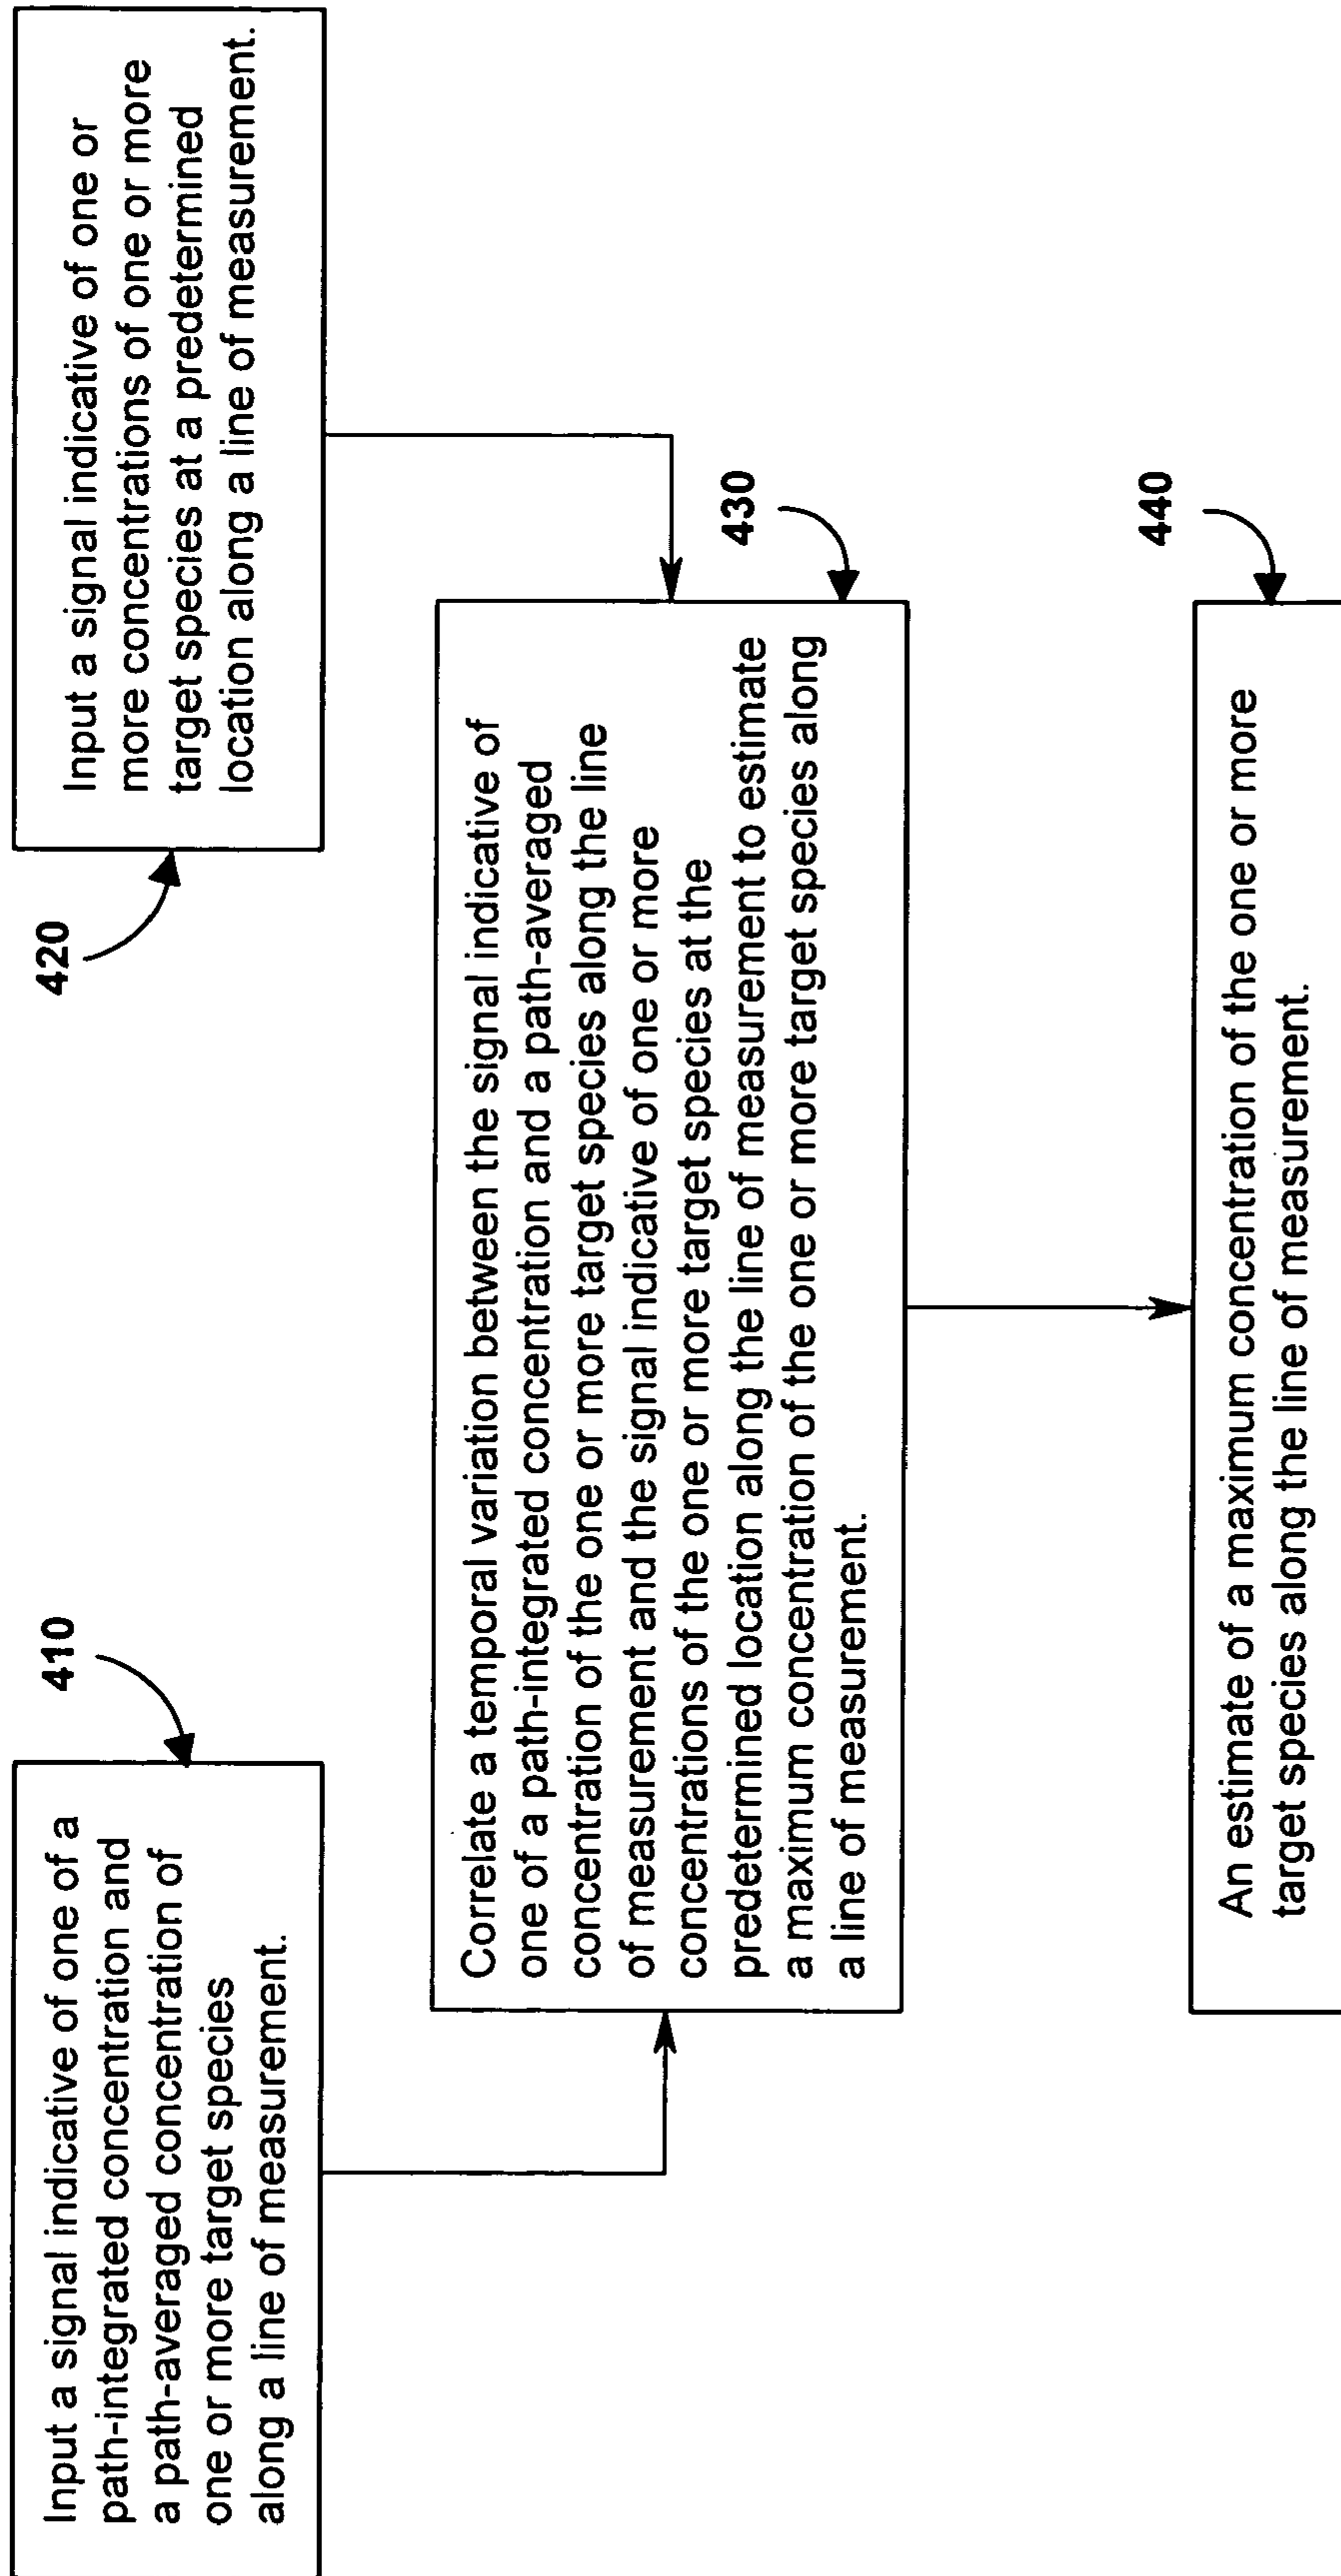 410
Input a signal indicative of one of a
path-integrated concentration and
a path-averaged concentration of
one or more target species
along a line of measurement.
420
Input a signal indicative of one or
more concentrations of one or more
target species at a predetermined
location along a line of measurement.
430
Correlate a temporal variation between the signal indicative of
one of a path-integrated concentration and a path-averaged
concentration of the one or more target species along the line
of measurement and the signal indicative of one or more
concentrations of the one or more target species at the
predetermined location along the line of measurement to estimate
a maximum concentration of the one or more target species along
a line of measurement.
440
An estimate of a maximum concentration of the one or more
target species along the line of measurement.